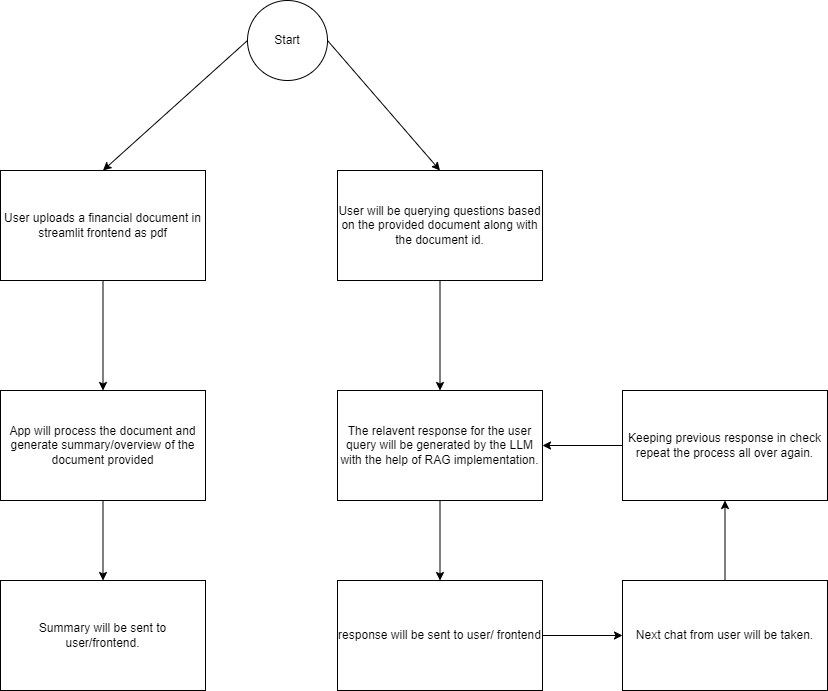 Start
User uploads a financial document in
streamlit frontend as pdf
User will be querying questions based
on the provided document along with
the document id.
App will process the document and
generate summary/overview of the
document provided
The relavent response for the user
query will be generated by the LLM
with the help of RAG implementation.
Keeping previous response in check
repeat the process all over again.
Summary will be sent to
user/frontend.
response will be sent to user/ frontend
Next chat from user will be taken.